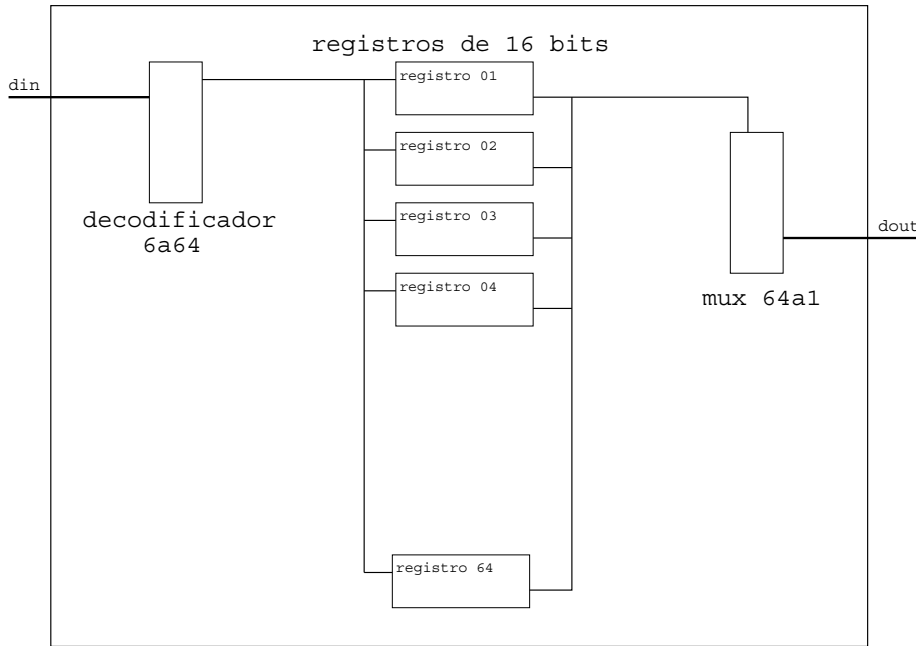 registros de 16 bits
din
registro 01
registro 02
registro 03
registro 04
decodificador
6a64
dout
mux 64a1
registro 64